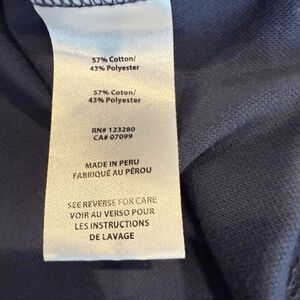 57% Cotton/
43% Polyester
57% Coton/
43% Polyester
RN# 123280
CA# 07099
MADE IN PERU
FABRIQUÉ AU PÉROU
SEE REVERSE FOR CARE
VOIR AU VERSO POUR
LES INSTRUCTIONS
DE LAVAGE